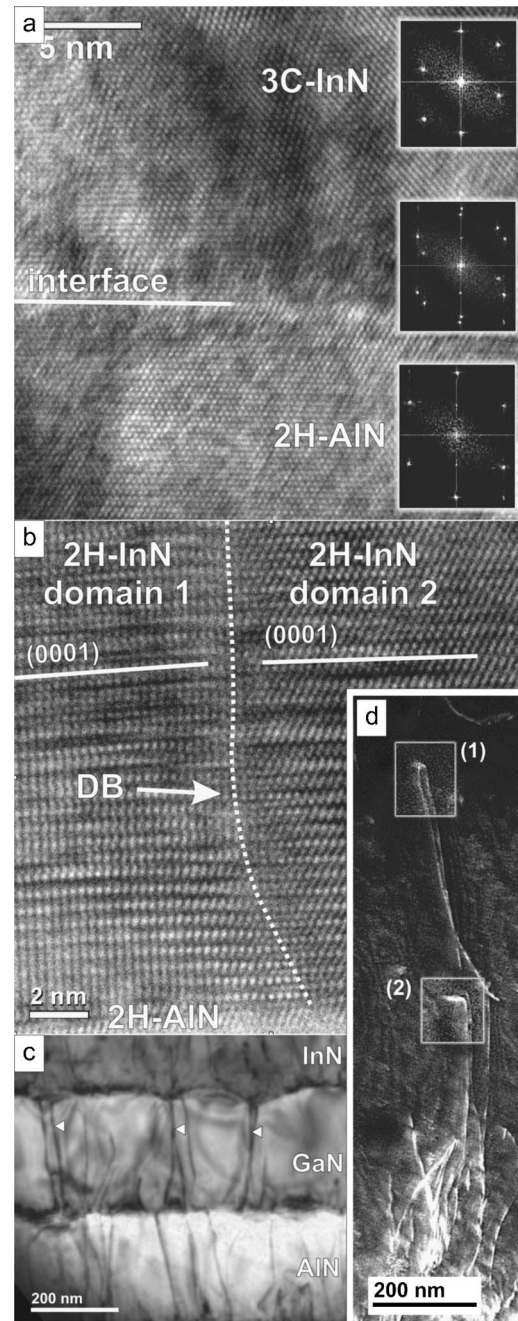 a
5 nm
3C-InN
interface
2H-AlN
b
2H-InN
domain 1
2H-InN
domain 2
(0001)
(0001)
DB
2 nm
2H-AlN
d
(1)
(2)
200 nm
c
InN
GaN
AlN
200 nm